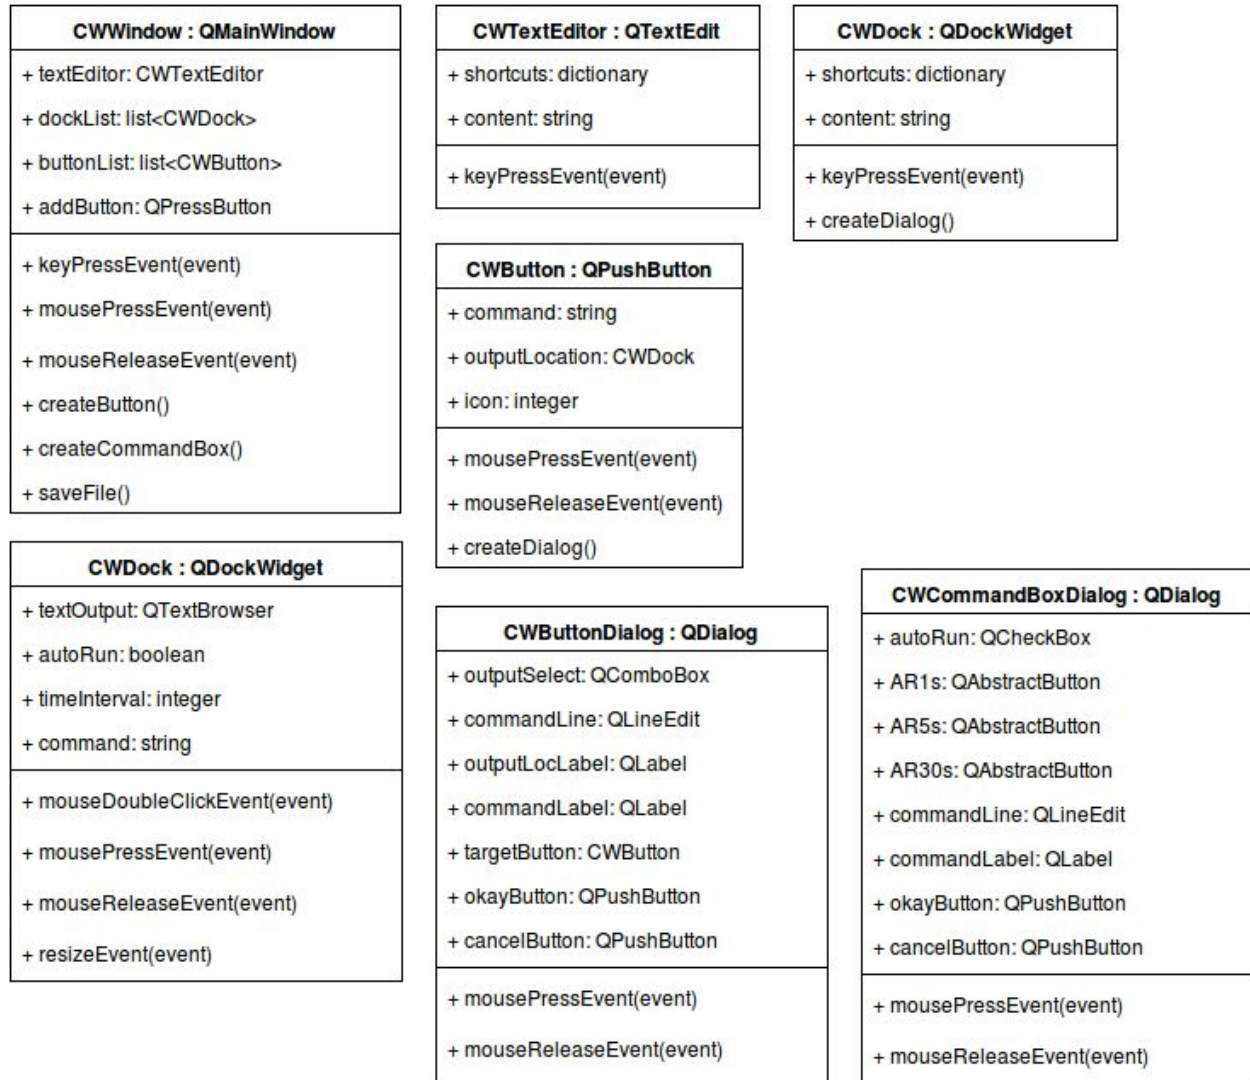 CWWindow : QMainWindow
+ textEditor: CWTextEditor
+ dockList: list<CWDock>
+ buttonList: list<CWButton>
+ addButton: QPressButton
+ keyPressEvent(event)
+ mousePressEvent(event)
+ mouseReleaseEvent(event)
+ createButton()
+ createCommandBox()
+ saveFile()
CWTextEditor : QTextEdit
+ shortcuts: dictionary
+ content: string
+ keyPressEvent(event)
CWDock : QDockWidget
+ shortcuts: dictionary
+ content: string
+ keyPressEvent(event)
+ createDialog()
CWButton : QPushButton
+ command: string
+ outputLocation: CWDock
+ icon: integer
+ mousePressEvent(event)
+ mouseReleaseEvent(event)
+ createDialog()
CWDock : QDockWidget
+ textOutput: QTextBrowser
+ autoRun: boolean
+ timeInterval: integer
+ command: string
+ mouseDoubleClickEvent(event)
+ mousePressEvent(event)
+ mouseReleaseEvent(event)
+ resizeEvent(event)
CWButtonDialog : QDialog
+ outputSelect: QComboBox
+ commandLine: QLineEdit
+ outputLocLabel: QLabel
+ commandLabel: QLabel
+ targetButton: CWButton
+ okayButton: QPushButton
+ cancelButton: QPushButton
+ mousePressEvent(event)
+ mouseReleaseEvent(event)
CWCommandBoxDialog : QDialog
+ autoRun: QCheckBox
+ AR1s: QAbstractButton
+ AR5s: QAbstractButton
+ AR30s: QAbstractButton
+ commandLine: QLineEdit
+ commandLabel: QLabel
+ okayButton: QPushButton
+ cancelButton: QPushButton
+ mousePressEvent(event)
+ mouseReleaseEvent(event)